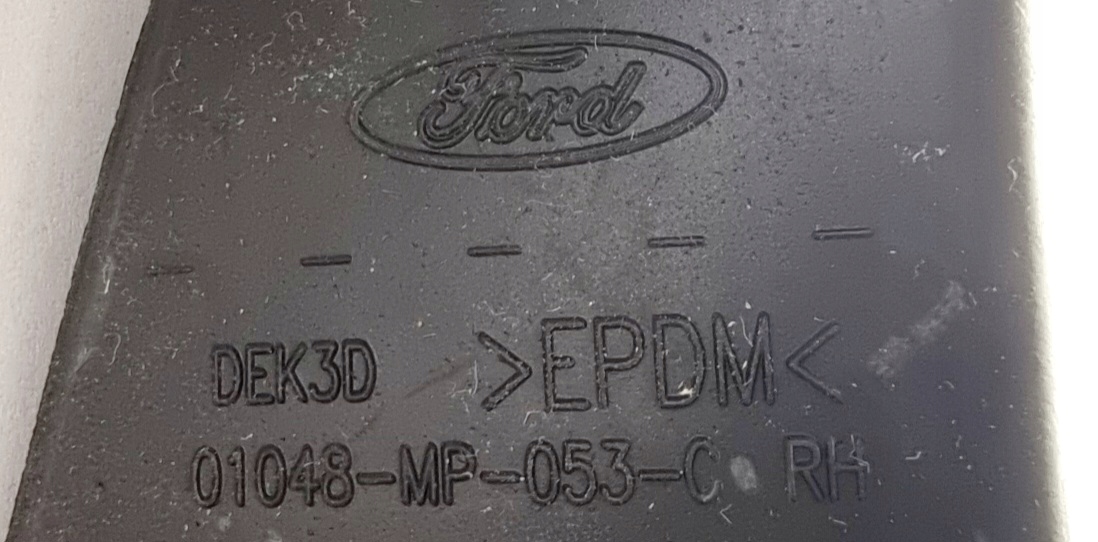 Ford
DEK3D >EPDM<
01048-MP-053-C RH